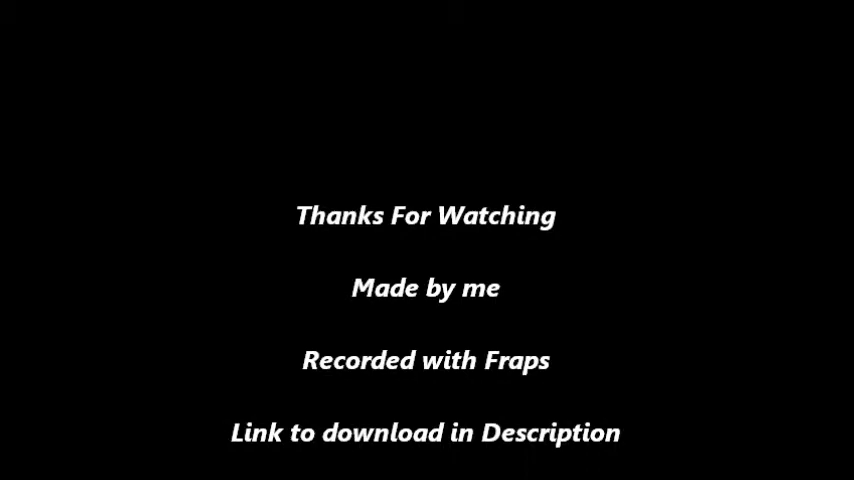 Thanks For Watching
Made by me
Recorded with Fraps
Link to download in Description